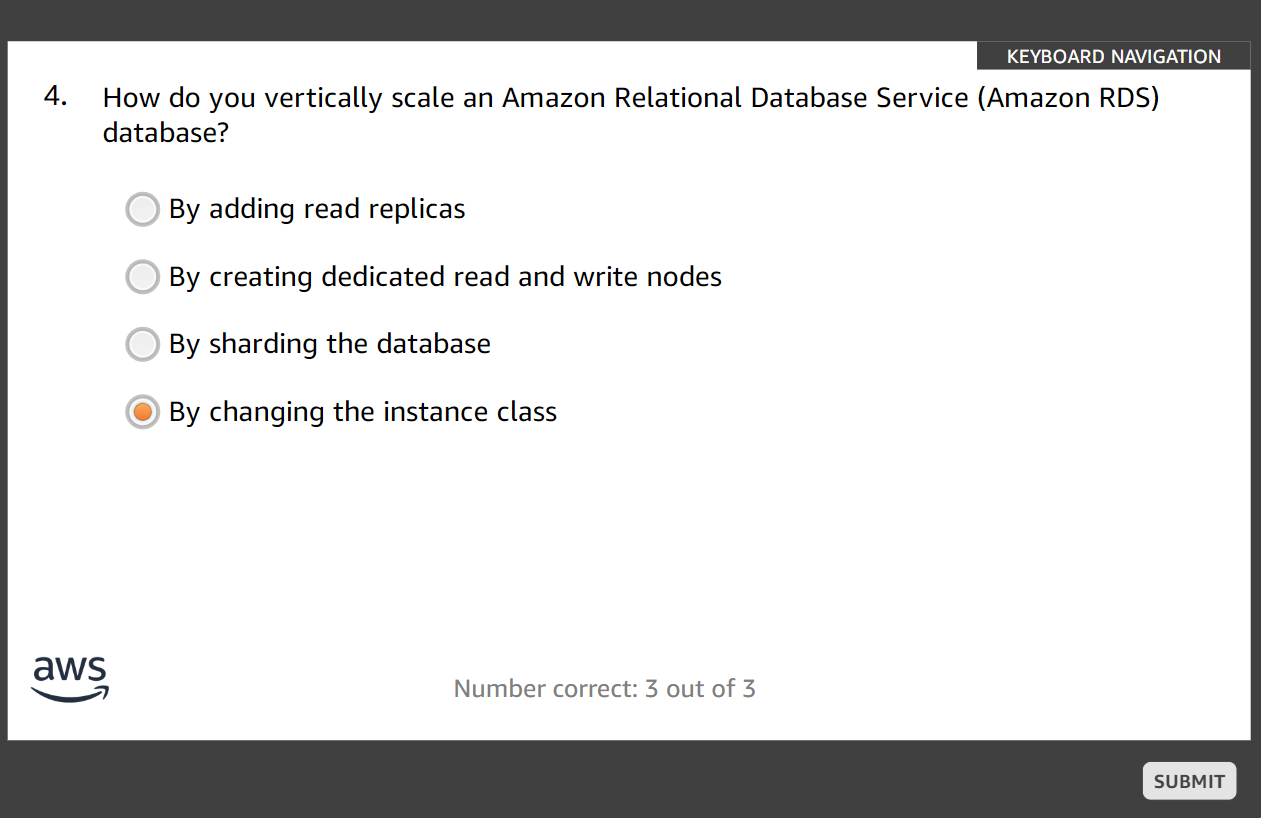 KEYBOARD NAVIGATION
4. How do you vertically scale an Amazon Relational Database Service (Amazon RDS)
database?
By adding read replicas
By creating dedicated read and write nodes
By sharding the database
By changing the instance class
aws
Number correct: 3 out of 3
SUBMIT